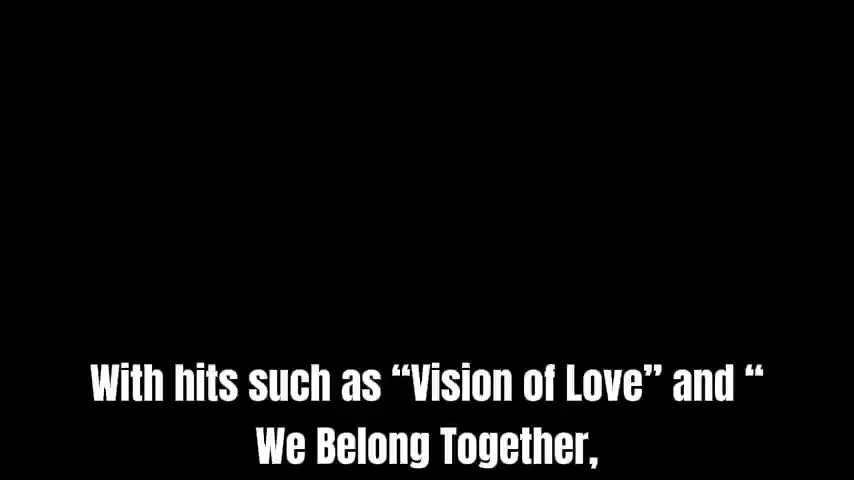 With hits such as “Vision of Love” and “
We Belong Together,